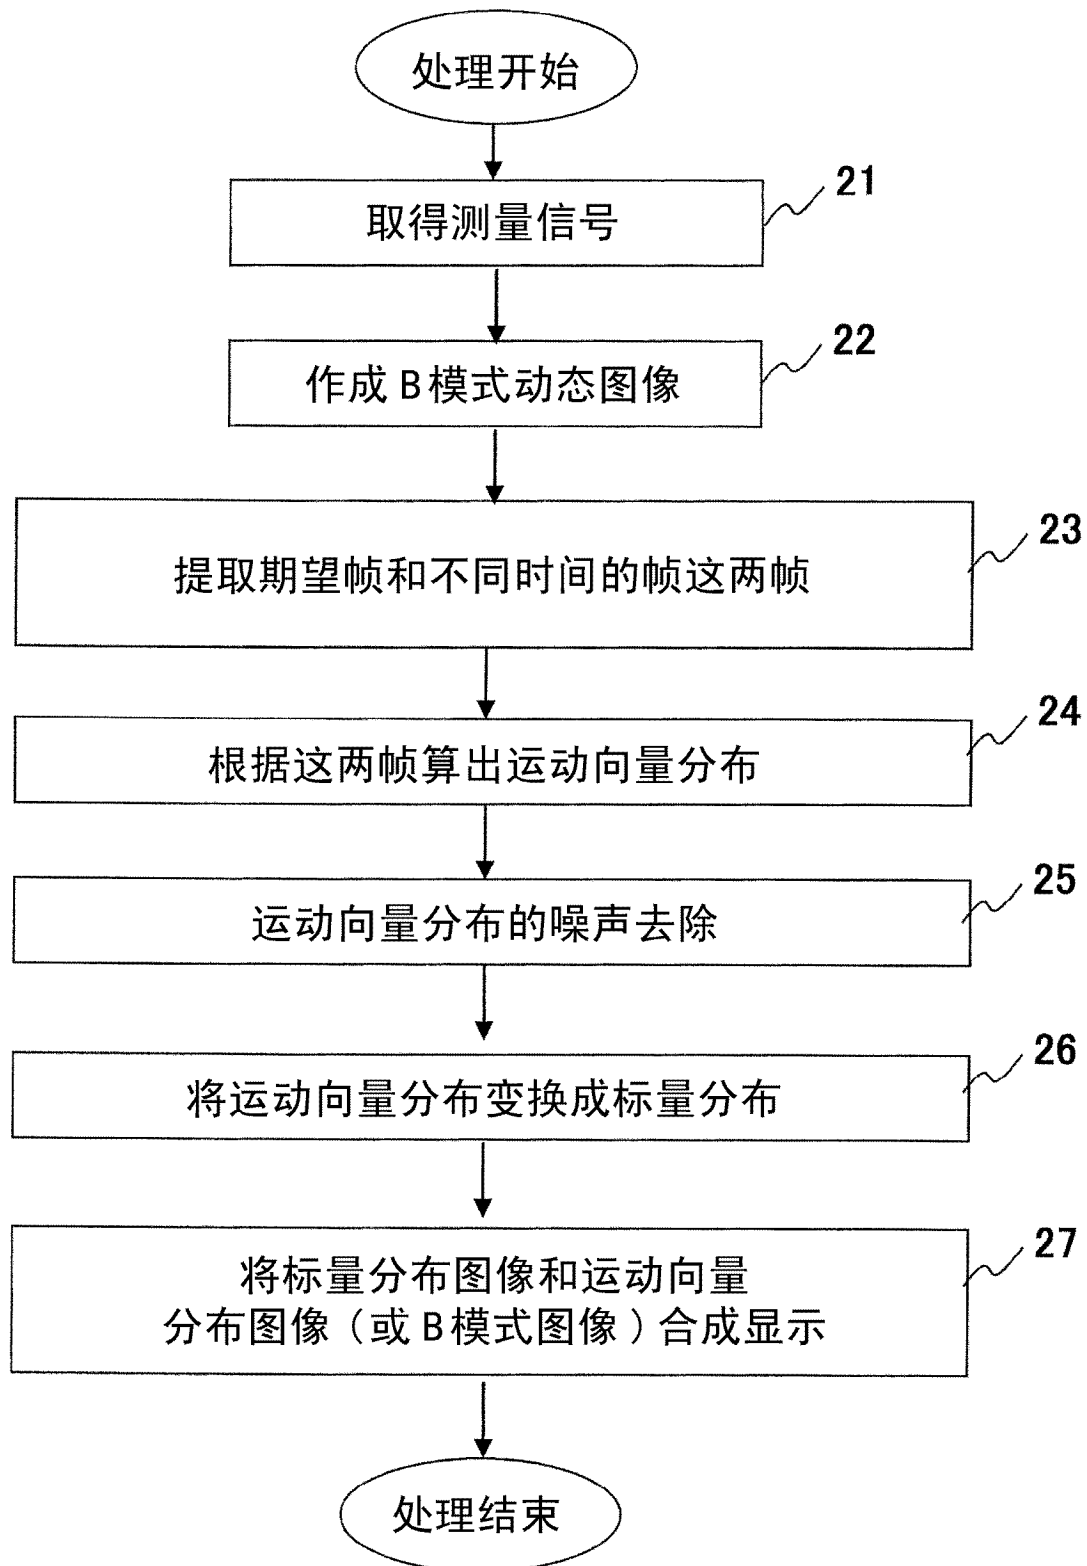 处理开始
取得测量信号
21
作成B模式动态图像
22
提取期望帧和不同时间的帧这两帧
23
根据这两帧算出运动向量分布
24
运动向量分布的噪声去除
25
将运动向量分布变换成标量分布
26
将标量分布图像和运动向量
分布图像（或B模式图像）合成显示
27
处理结束